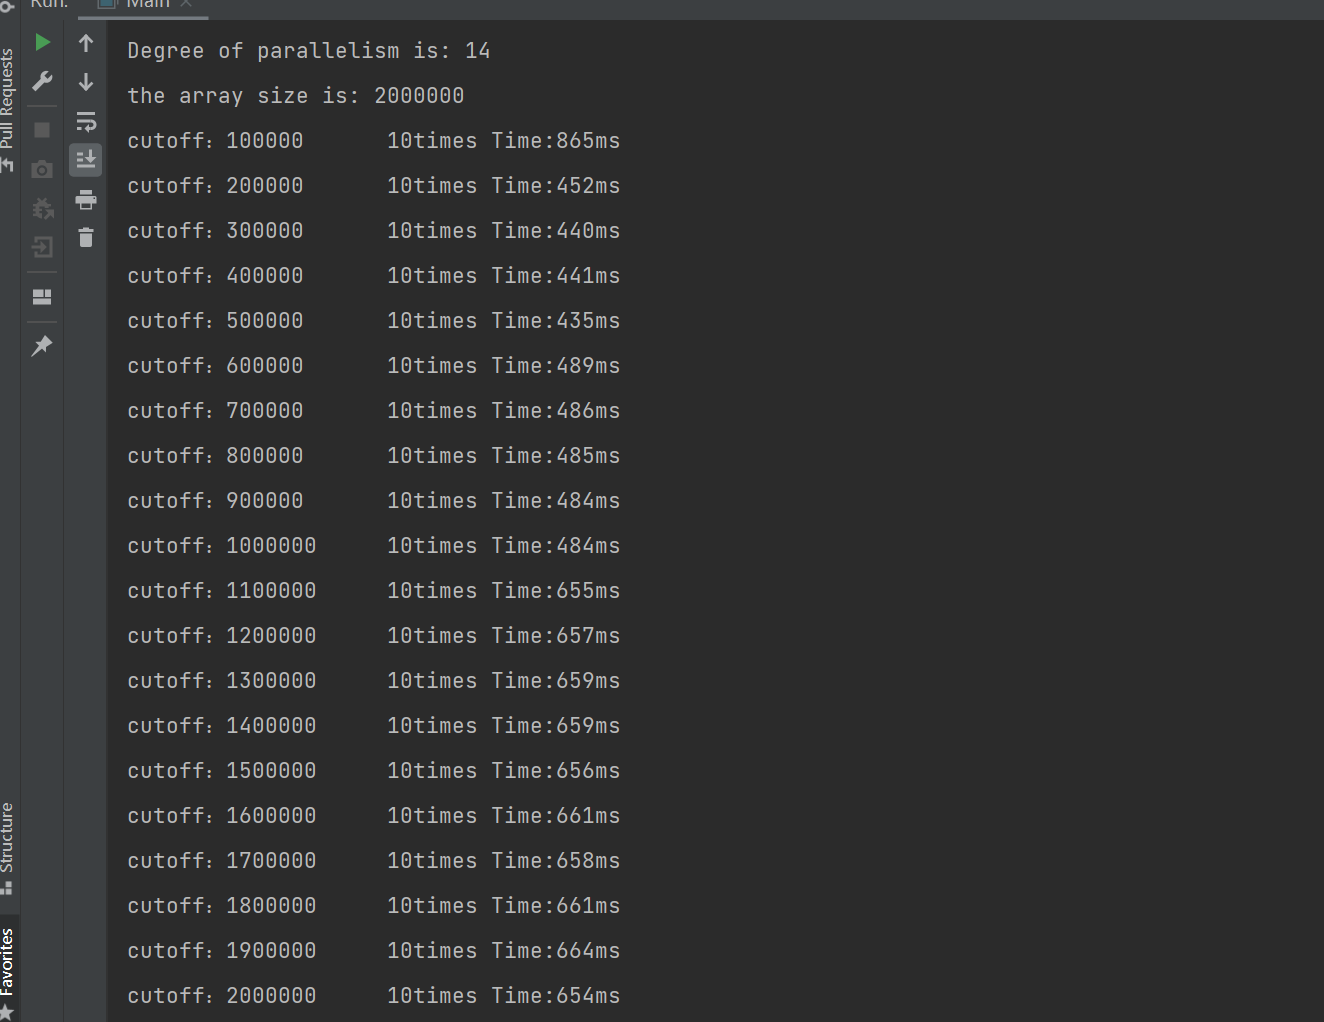 Run:
Main
Pull Requests
Structure
Favorites
Degree of parallelism is: 14
the array size is: 2000000
cutoff：100000 10times Time:865ms
cutoff：200000 10times Time:452ms
cutoff：300000 10times Time:440ms
cutoff：400000 10times Time:441ms
cutoff：500000 10times Time:435ms
cutoff：600000 10times Time:489ms
cutoff：700000 10times Time:486ms
cutoff：800000 10times Time:485ms
cutoff：900000 10times Time:484ms
cutoff：1000000 10times Time:484ms
cutoff：1100000 10times Time:655ms
cutoff：1200000 10times Time:657ms
cutoff：1300000 10times Time:659ms
cutoff：1400000 10times Time:659ms
cutoff：1500000 10times Time:656ms
cutoff：1600000 10times Time:661ms
cutoff：1700000 10times Time:658ms
cutoff：1800000 10times Time:661ms
cutoff：1900000 10times Time:664ms
cutoff：2000000 10times Time:654ms